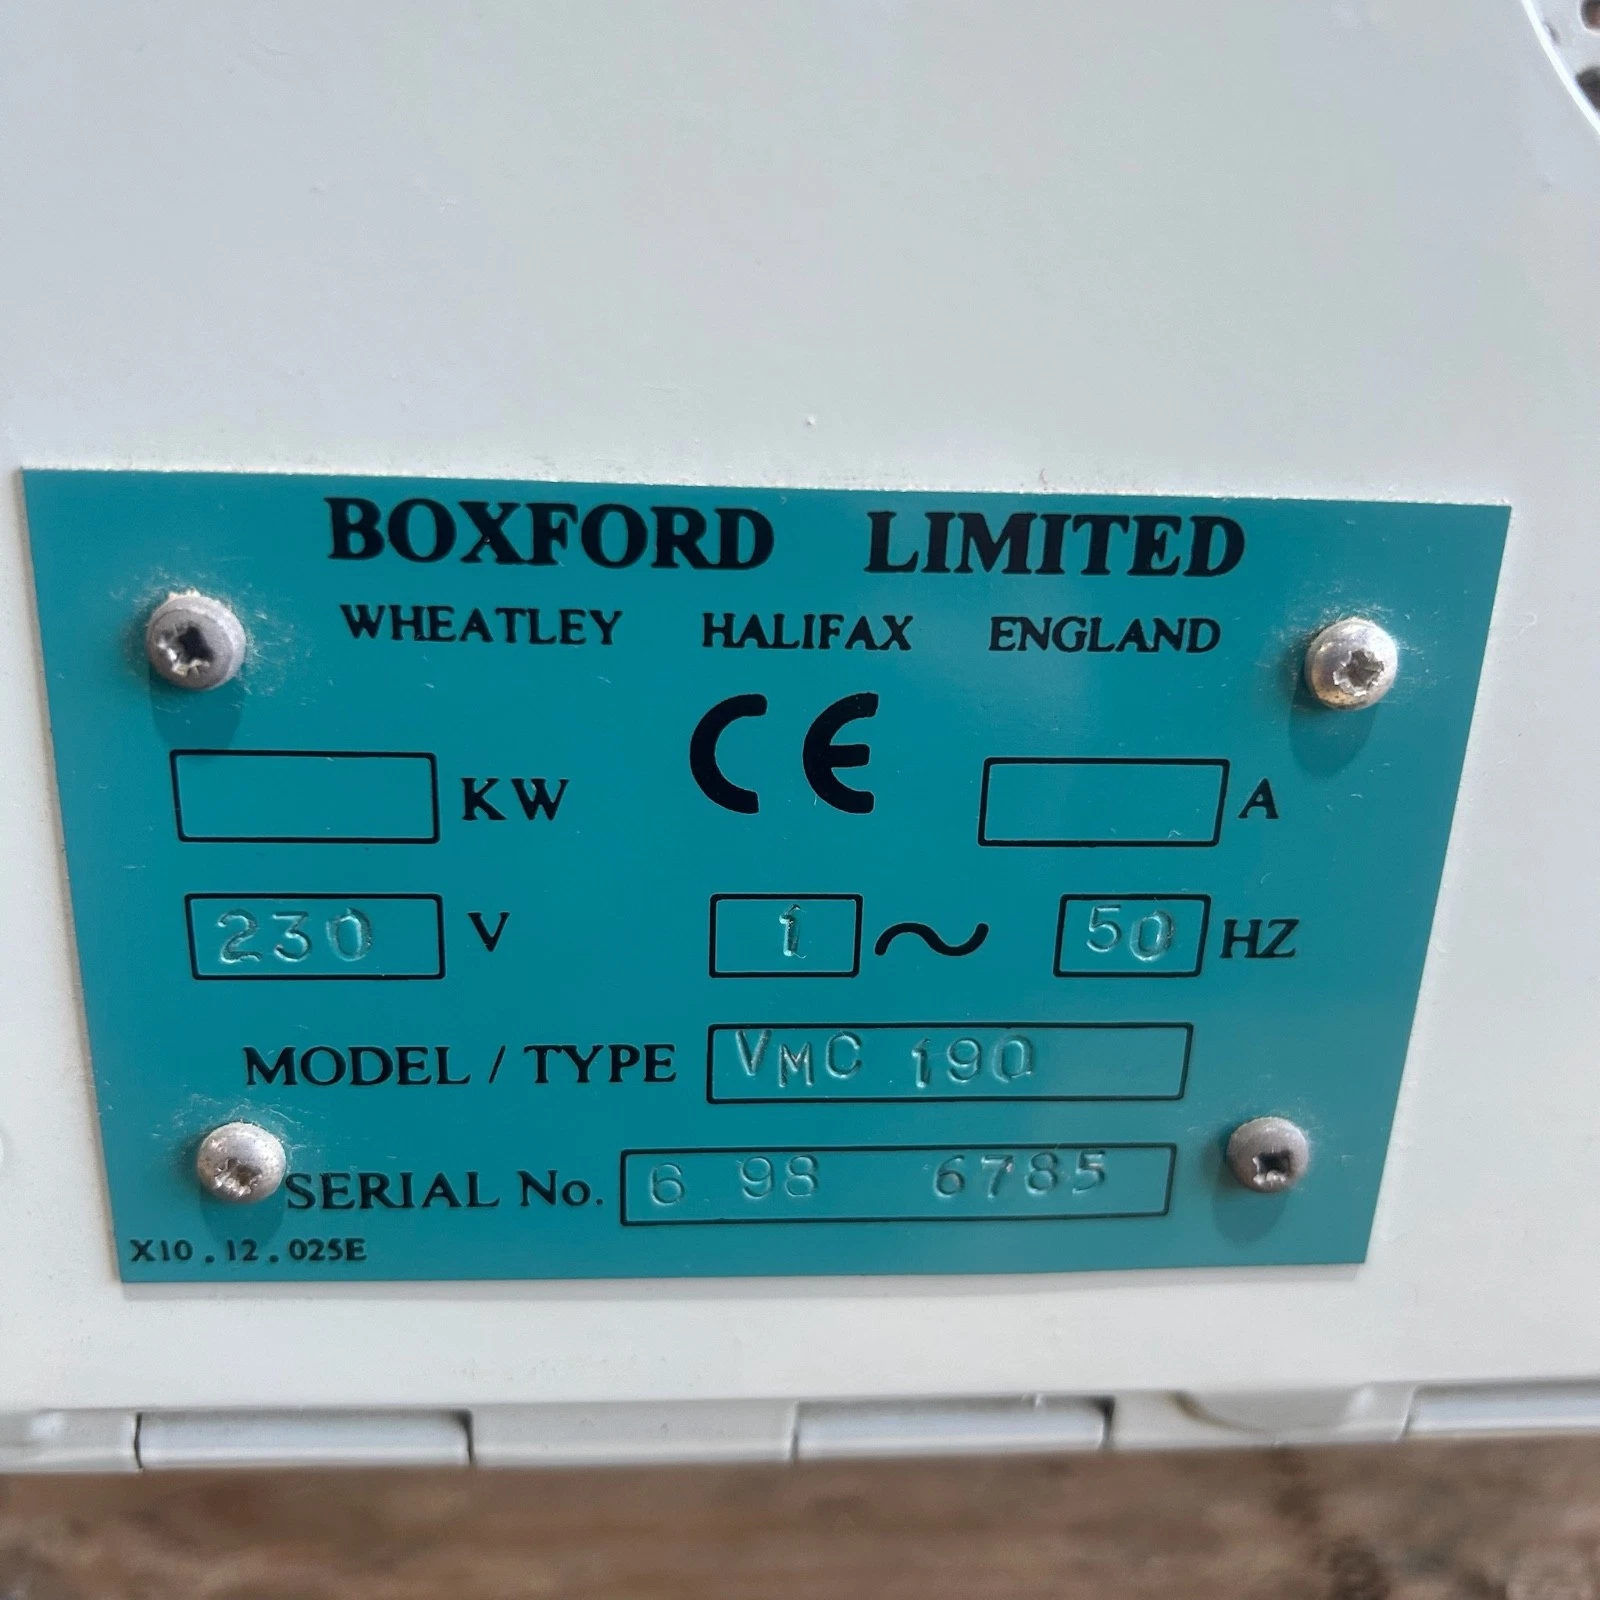 BOXFORD LIMITED
WHEATLEY HALIFAX ENGLAND
CE
KW A
230 V 1 ~ 50 HZ
MODEL / TYPE VMC 190
SERIAL No. 6 98 6785
X10 . 12 . 025E